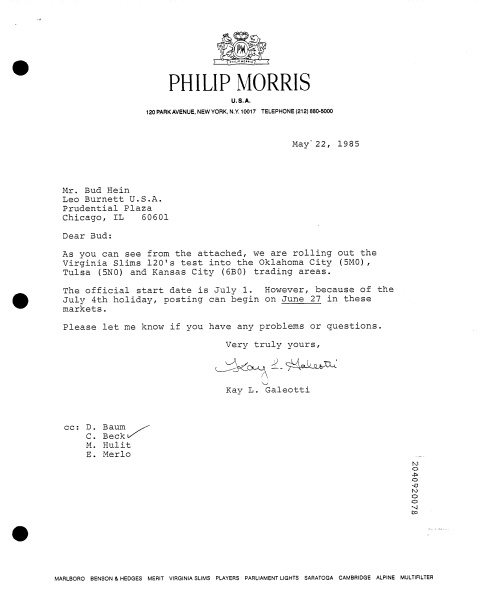 PM
PHILIP MORRIS
U.S.A.
120 PARK AVENUE, NEW YORK, N.Y. 10017 TELEPHONE (212) 880-5000
May 22, 1985
Mr. Bud Hein
Leo Burnett U.S.A.
Prudential Plaza
Chicago, IL 60601
Dear Bud:
As you can see from the attached, we are rolling out the
Virginia Slims 120's test into the Oklahoma City (5M0),
Tulsa (5N0) and Kansas City (6B0) trading areas.
The official start date is July 1. However, because of the
July 4th holiday, posting can begin on June 27 in these
markets.
Please let me know if you have any problems or questions.
Very truly yours,
Kay L. Galeotti
Kay L. Galeotti
cc: D. Baum
C. Beck
M. Hulit
E. Merlo
2040920078
MARLBORO BENSON & HEDGES MERIT VIRGINIA SLIMS PLAYERS PARLIAMENT LIGHTS SARATOGA CAMBRIDGE ALPINE MULTIFILTER